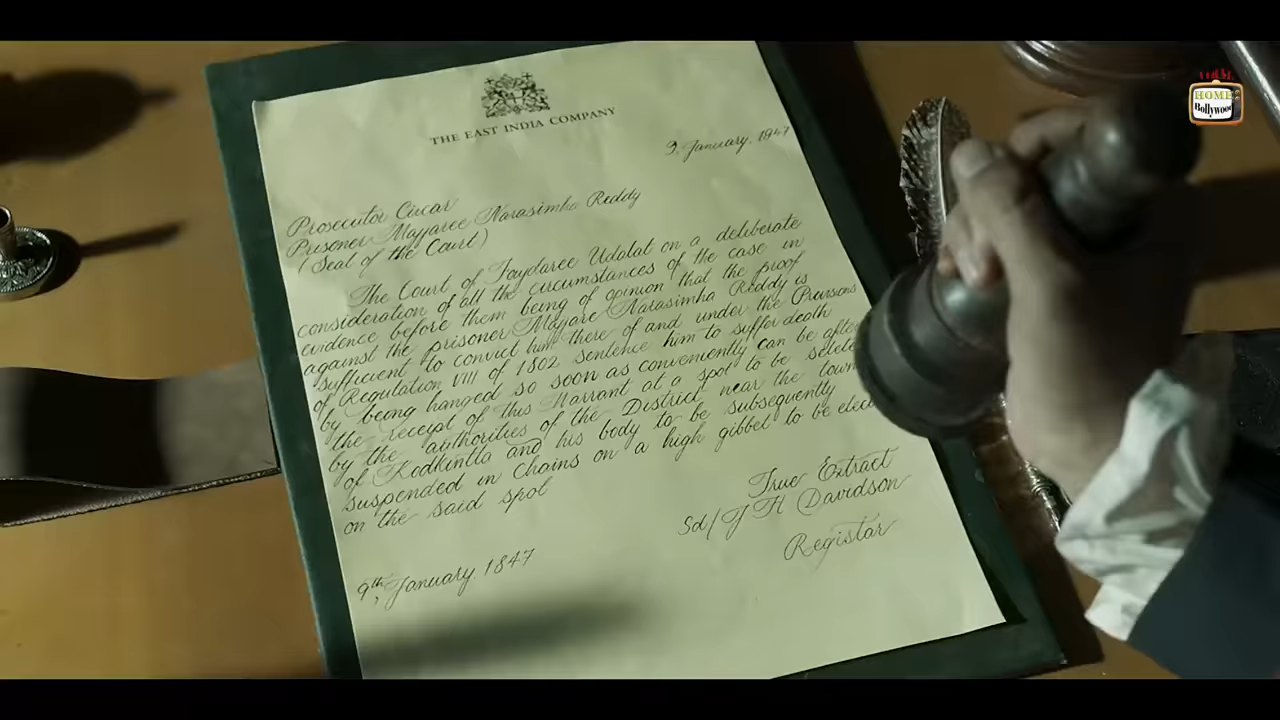 THE EAST INDIA COMPANY
9, January, 1847
Prosecutor Circar
Prisoner Mayjaree Narasimha Reddy
(Seal of the Court)
The Court of Foujdaree Udalat on a deliberate
consideration of all the circumstances of the case in
evidence before them being of opinion that the proof
against the prisoner Mayare Narasimha Reddy is
sufficient to convict him there of and under the Provisions
of Regulation VIII of 1802 sentence him to suffer death
by being hanged so soon as conveniently can be after
the receipt of this Warrant at a spot to be selete
by the authorities of the District near the town
of Kodkintla and his body to be subsequently
suspended in Chains on a high gibbet to be elec
on the said spot
True Extract
Sd/ J H Davidson
Registar
9th, January, 1847
HOME
Bollywood